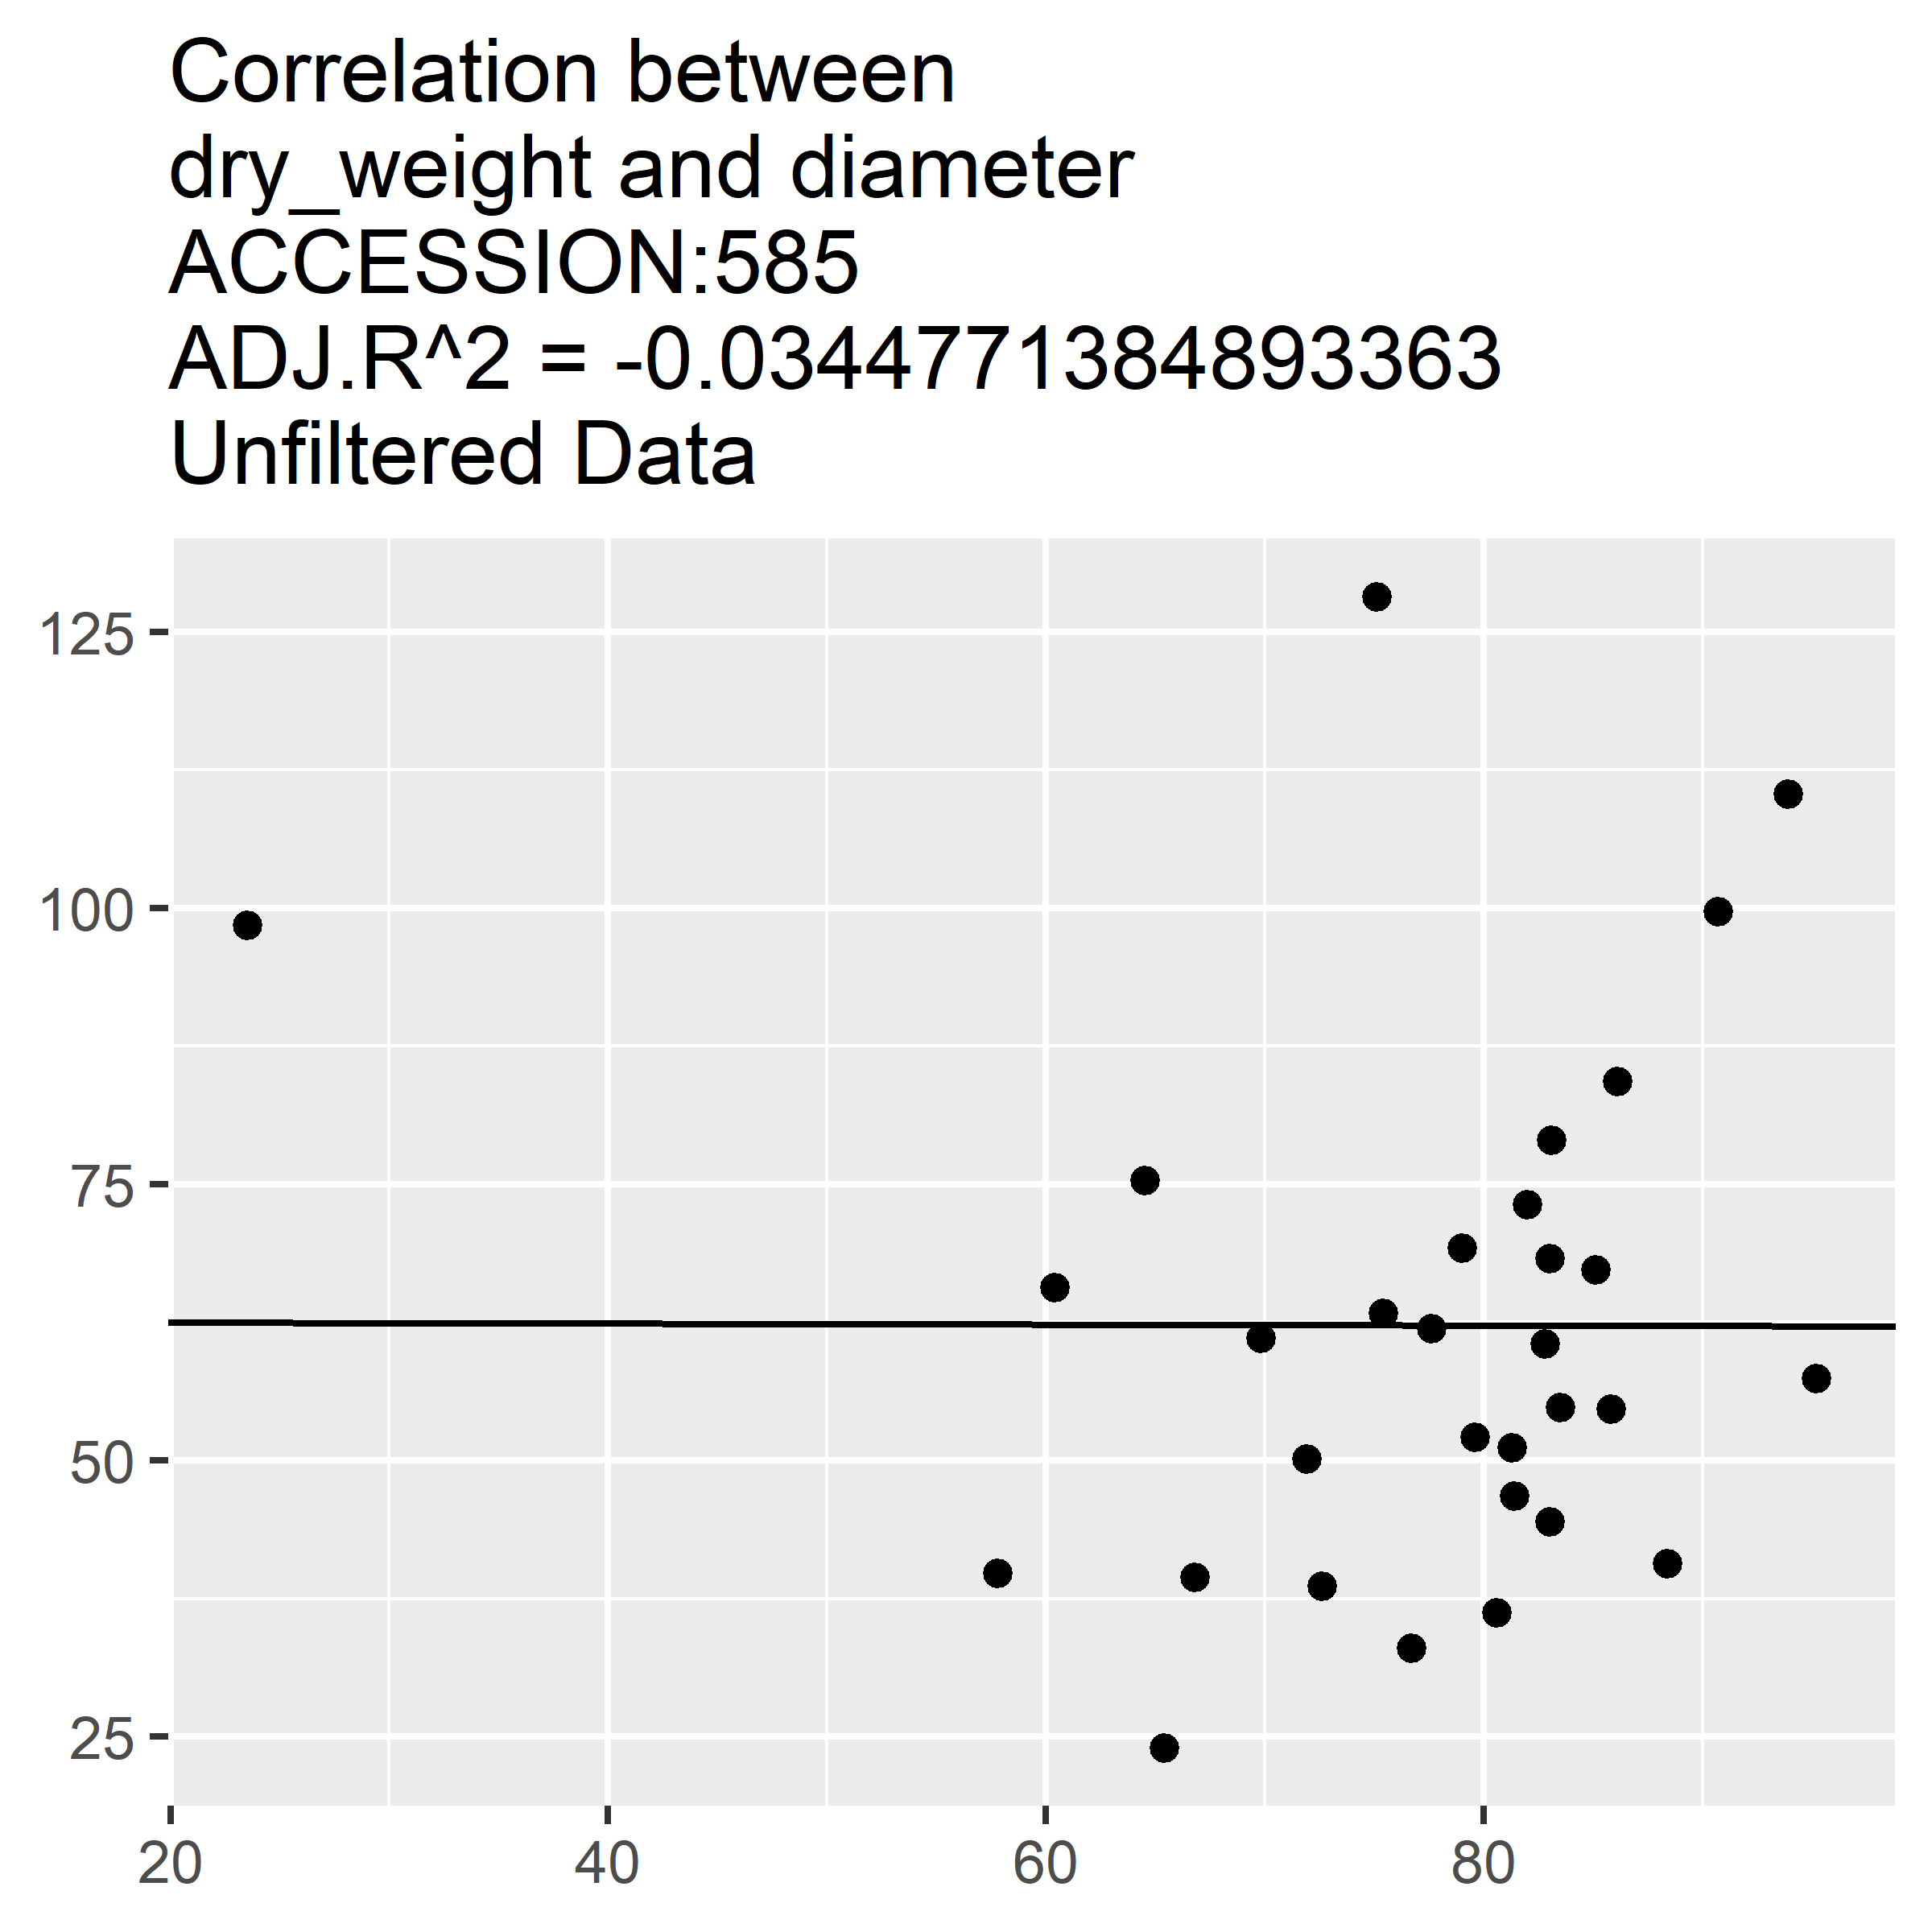 Correlation between
dry_weight and diameter
ACCESSION:585
ADJ.R^2 = -0.0344771384893363
Unfiltered Data
125
100
75
50
25
20 40 60 80